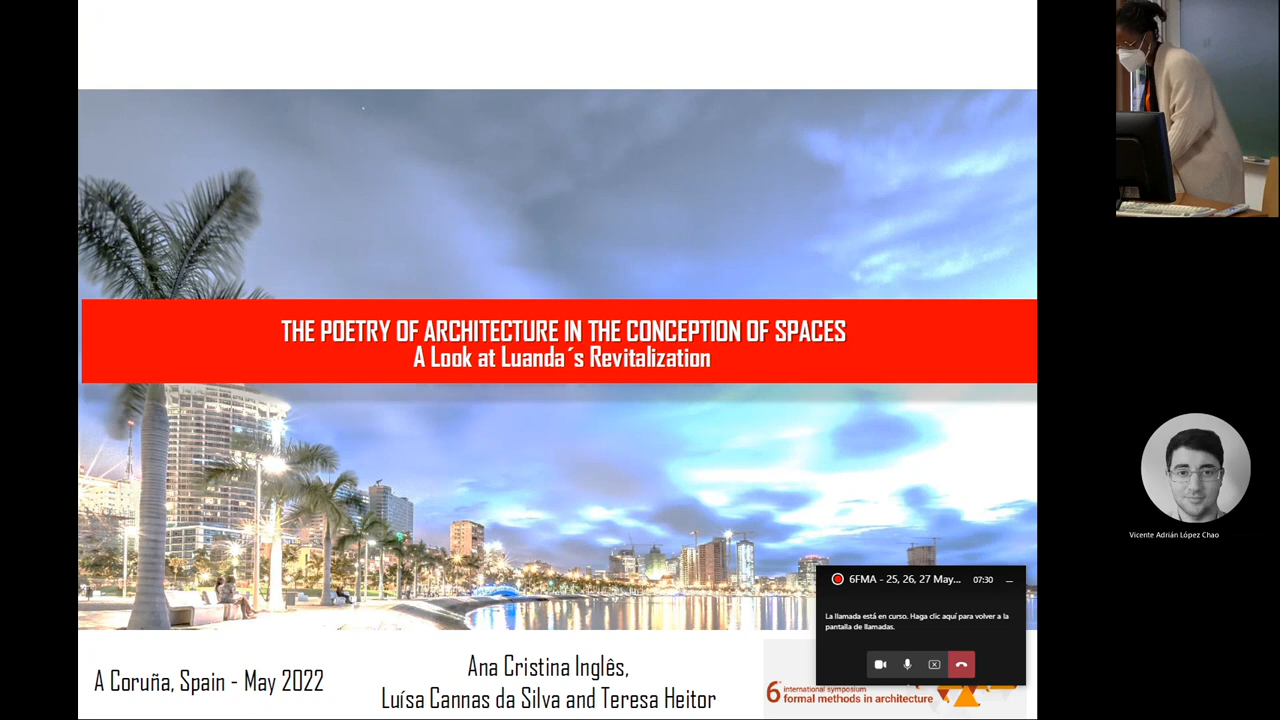 THE POETRY OF ARCHITECTURE IN THE CONCEPTION OF SPACES
A Look at Luanda´s Revitalization
A Coruña, Spain - May 2022
Ana Cristina Inglês,
Luísa Cannas da Silva and Teresa Heitor
6FMA - 25, 26, 27 May... 07:30
La llamada está en curso. Haga clic aquí para volver a la
pantalla de llamadas.
6 international symposium
formal methods in architecture
Vicente Adrián López Chao